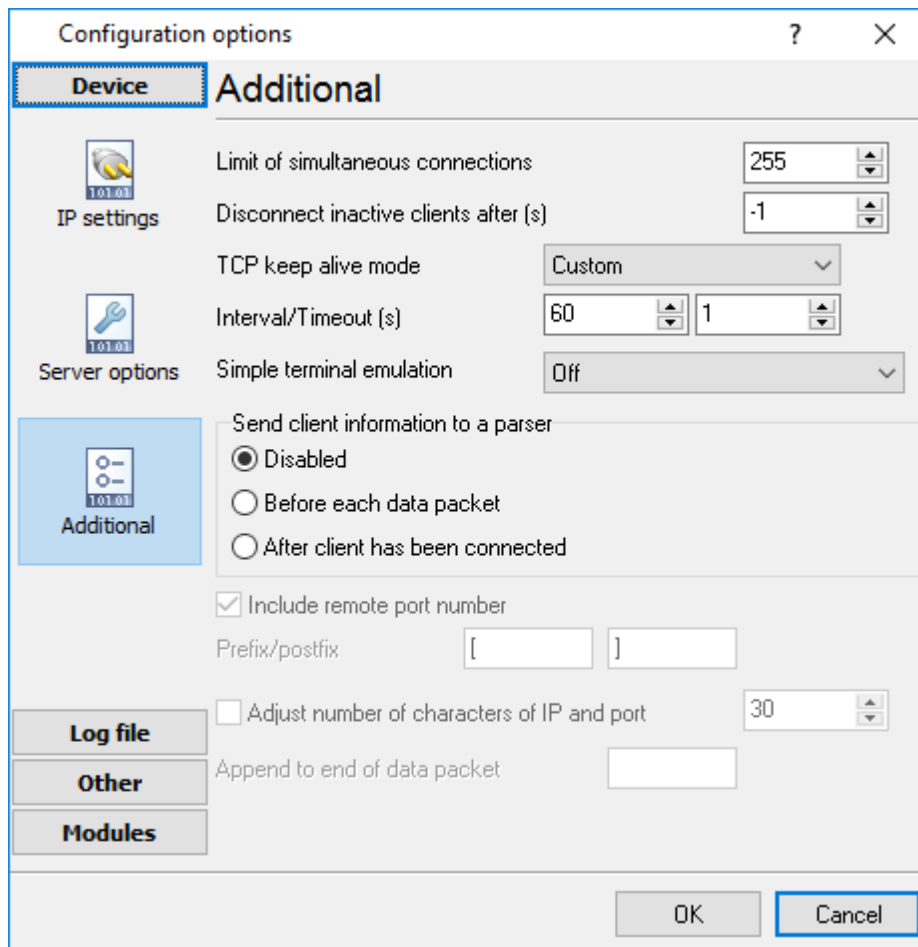 Configuration options ?
Device
Additional
IP settings
Server options
Additional
Log file
Other
Modules
Limit of simultaneous connections 255
Disconnect inactive clients after (s) -1
TCP keep alive mode Custom
Interval/Timeout (s) 60 1
Simple terminal emulation Off
Send client information to a parser
Disabled
Before each data packet
After client has been connected
Include remote port number
Prefix/postfix [ ]
Adjust number of characters of IP and port 30
Append to end of data packet
OK Cancel